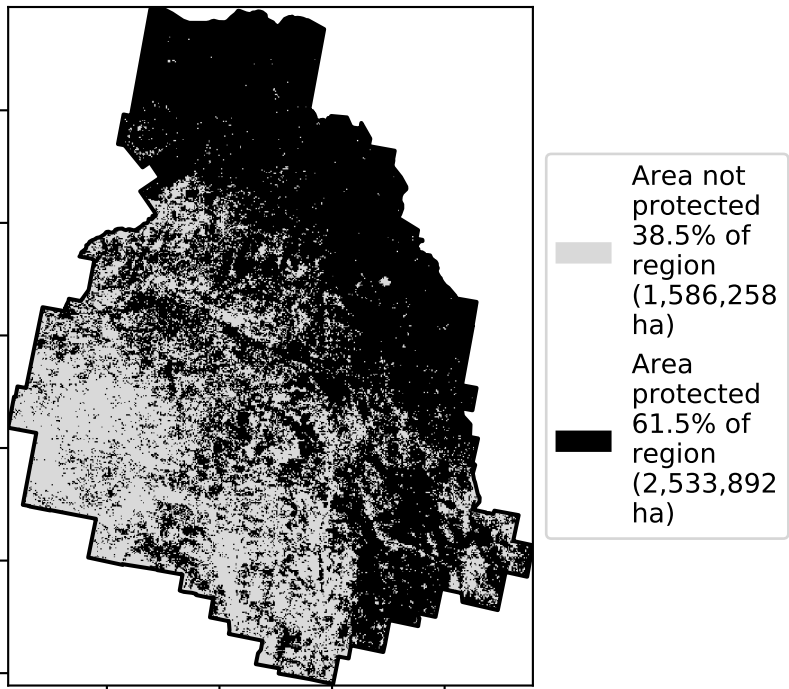 Area not
protected
38.5% of
region
(1,586,258
ha)
Area
protected
61.5% of
region
(2,533,892
ha)